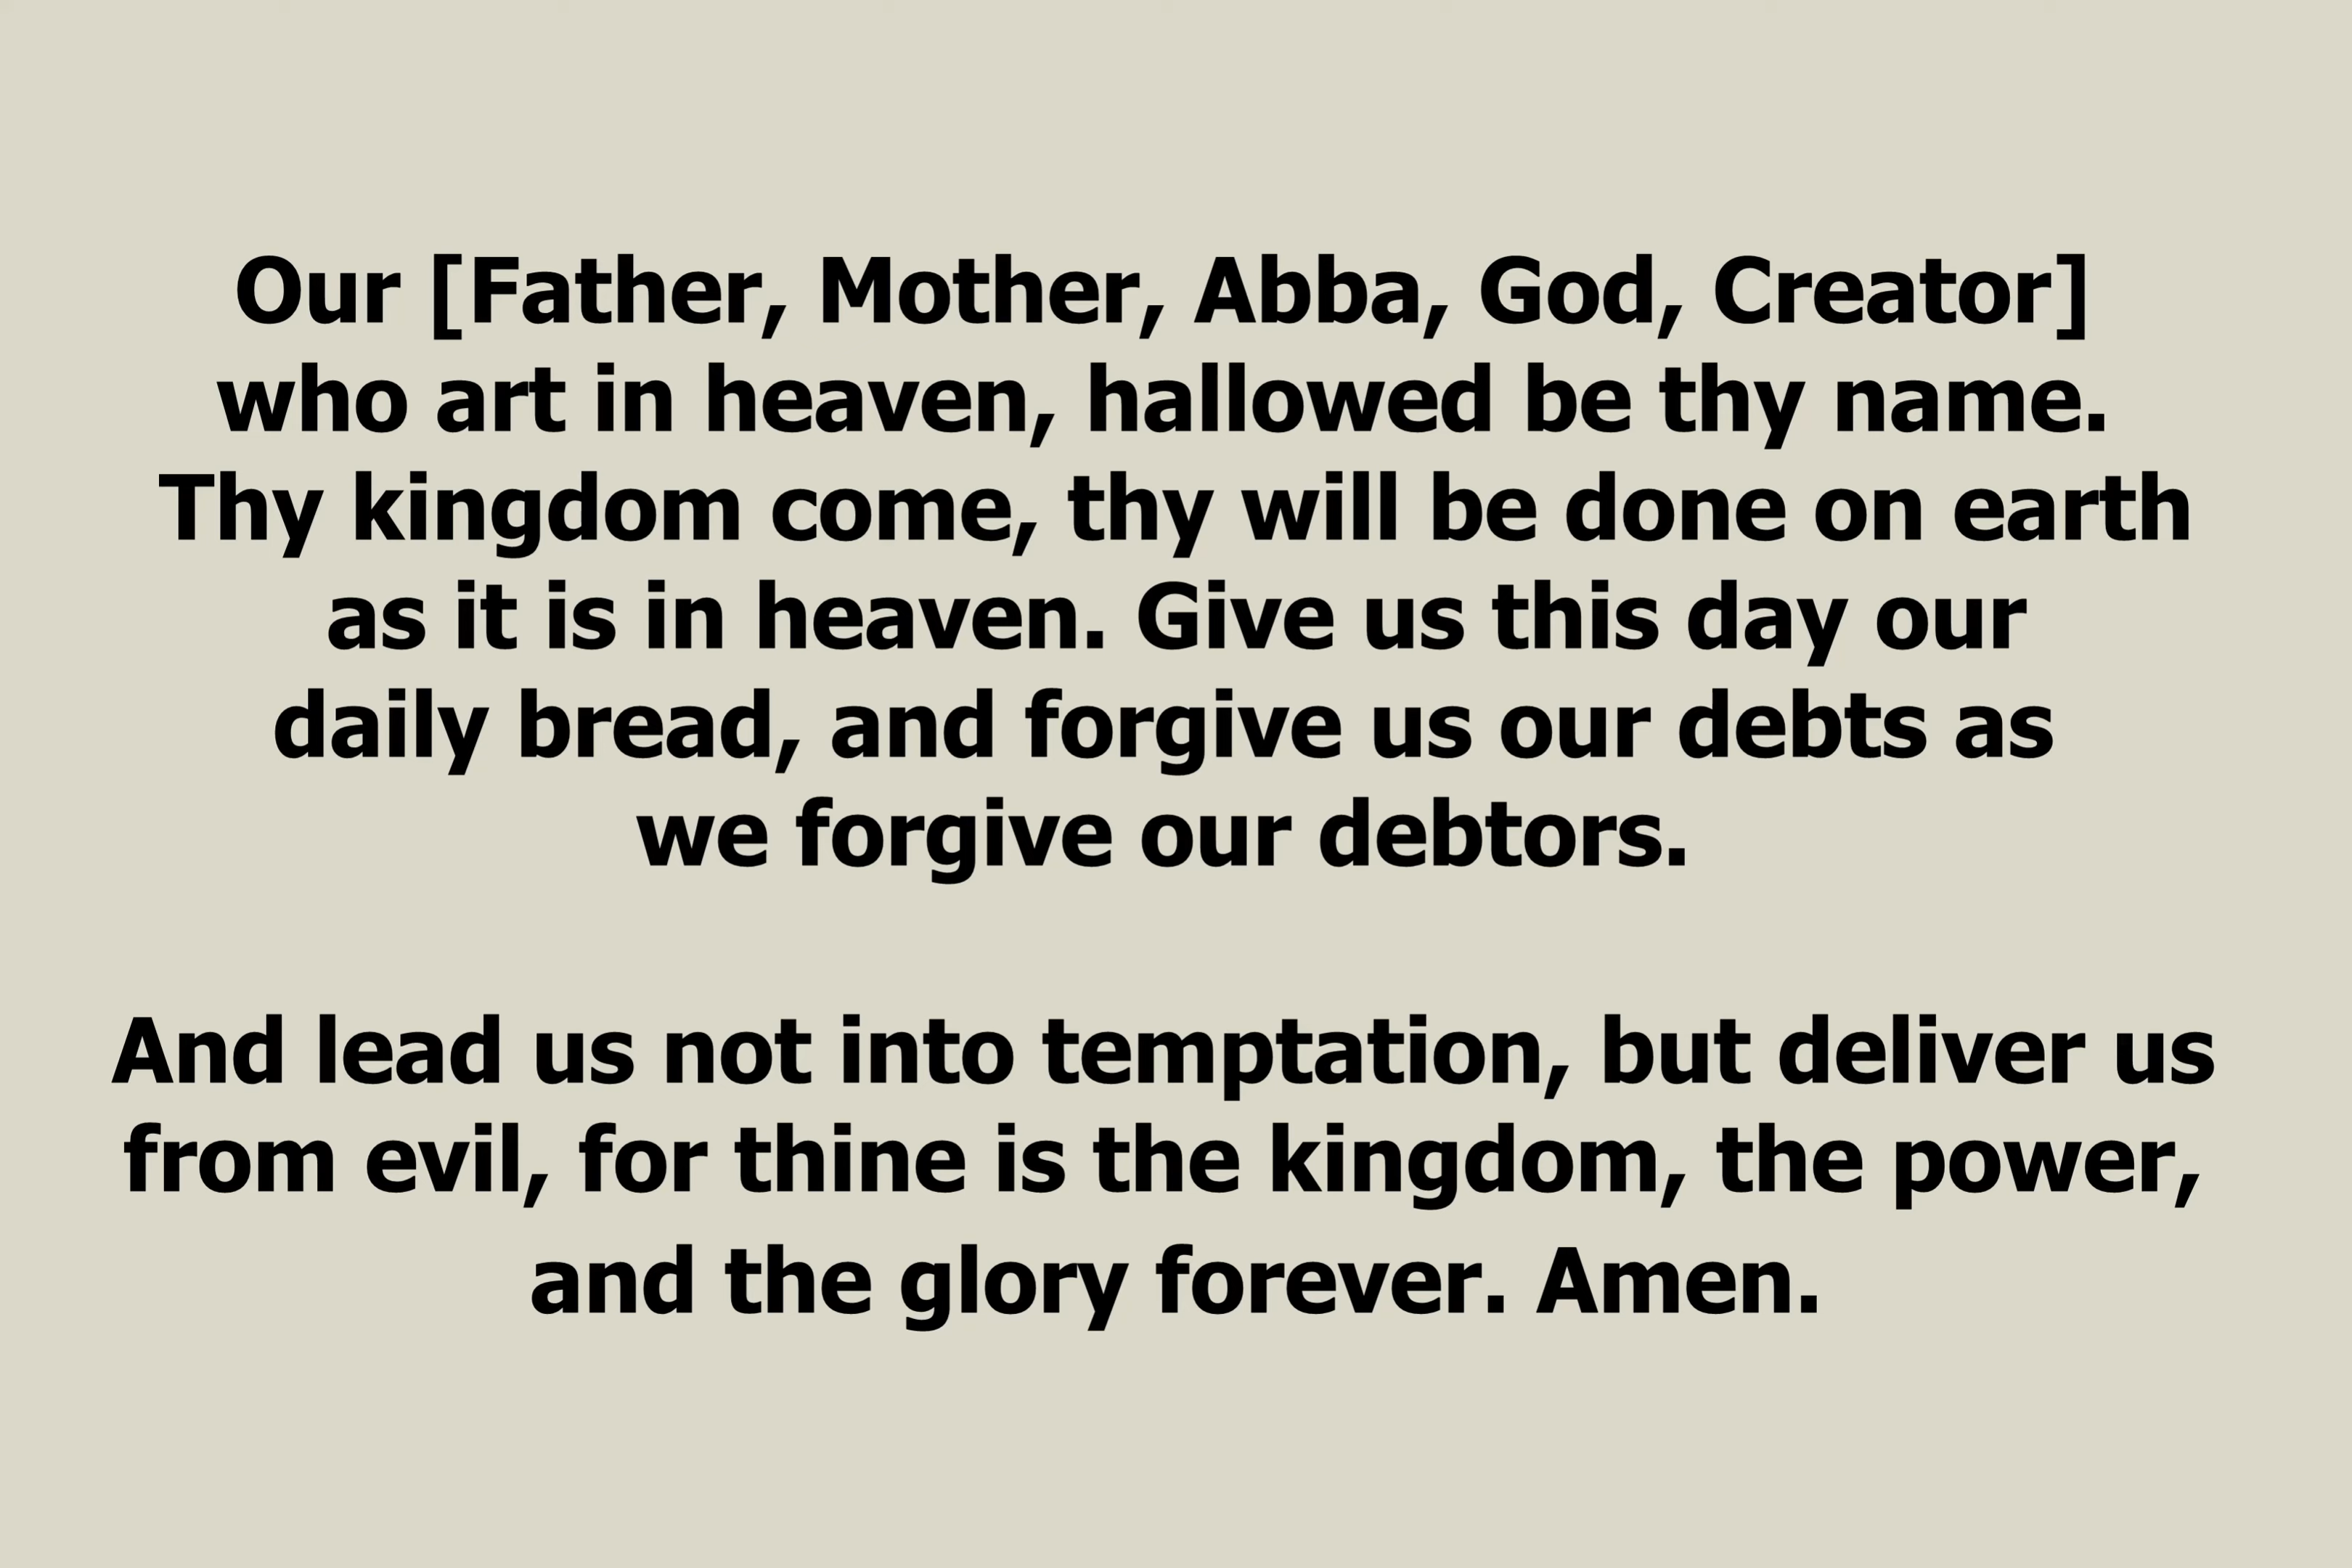 Our [Father, Mother, Abba, God, Creator]
who art in heaven, hallowed be thy name.
Thy kingdom come, thy will be done on earth
as it is in heaven. Give us this day our
daily bread, and forgive us our debts as
we forgive our debtors.
And lead us not into temptation, but deliver us
from evil, for thine is the kingdom, the power,
and the glory forever. Amen.